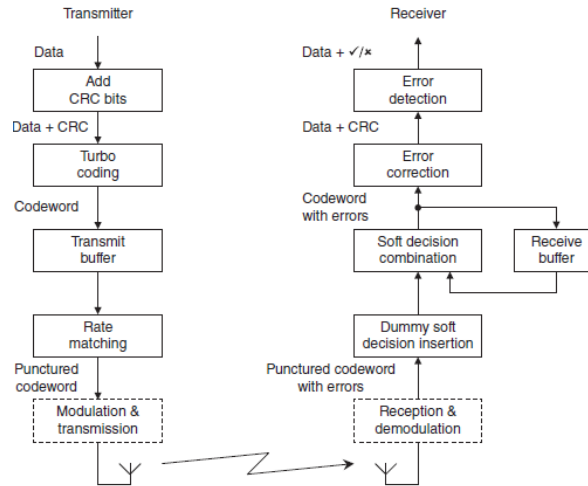 Transmitter
Receiver
Data
Add
CRC bits
Data + CRC
Turbo
coding
Codeword
Transmit
buffer
Rate
matching
Punctured
codeword
Modulation &
transmission
Data + ✓/×
Error
detection
Data + CRC
Error
correction
Codeword
with errors
Soft decision
combination
Receive
buffer
Dummy soft
decision insertion
Punctured codeword
with errors
Reception &
demodulation